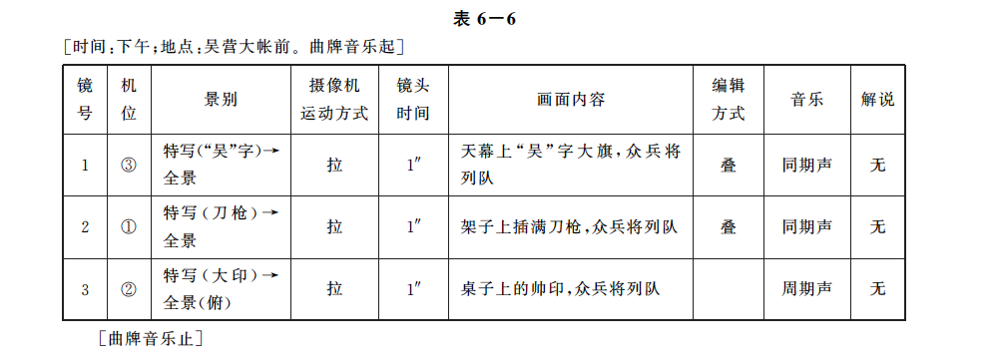 表 6—6
[时间:下午;地点:吴营大帐前。曲牌音乐起]
镜号 机位 景别 摄像机运动方式 镜头时间 画面内容 编辑方式 音乐 解说
1 ③ 特写(“吴”字)→全景 拉 1″ 天幕上“吴”字大旗,众兵将列队 叠 同期声 无
2 ① 特写(刀枪)→全景 拉 1″ 架子上插满刀枪,众兵将列队 叠 同期声 无
3 ② 特写(大印)→全景(俯) 拉 1″ 桌子上的帅印,众兵将列队 周期声 无
[曲牌音乐止]